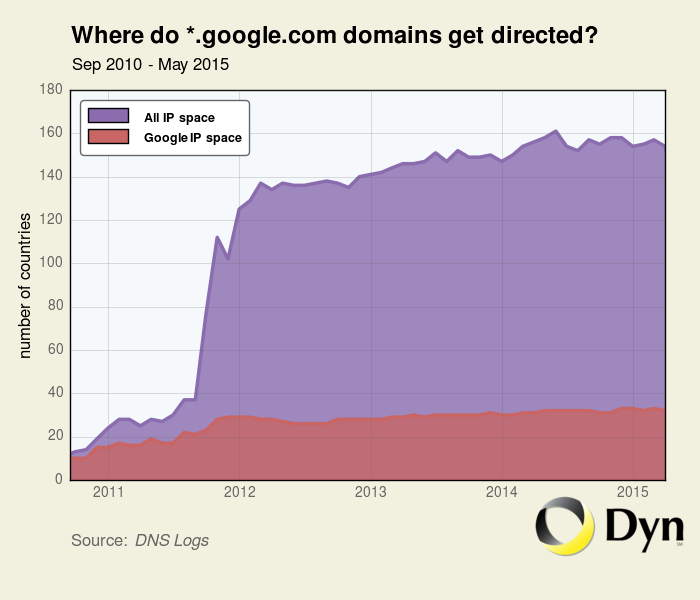 Where do *.google.com domains get directed?
Sep 2010 - May 2015
All IP space
Google IP space
number of countries
180
160
140
120
100
80
60
40
20
0
2011 2012 2013 2014 2015
Source: DNS Logs
Dyn